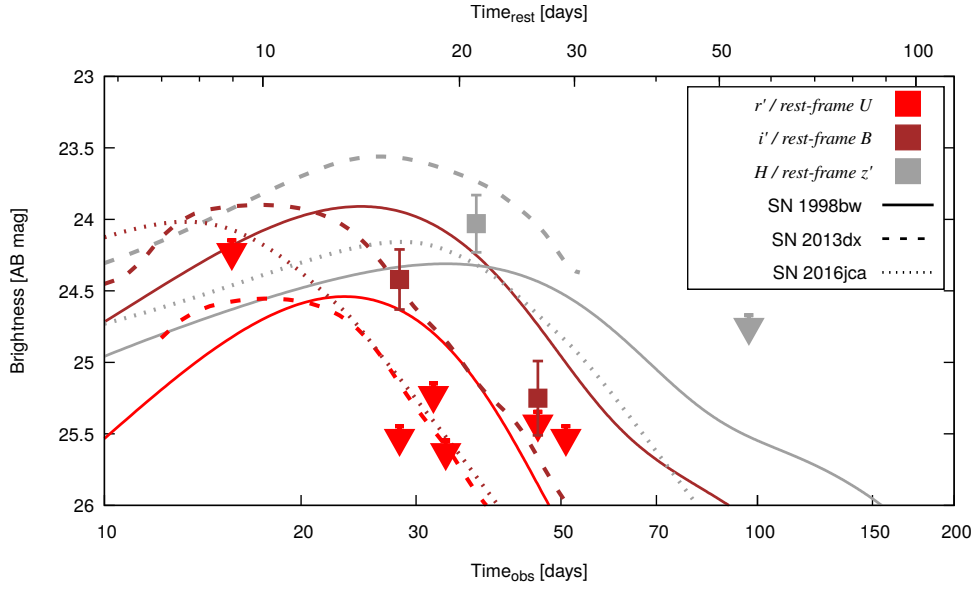 Time_rest [days]
10 20 30 50 100
23
23.5
24
24.5
25
25.5
26
Brightness [AB mag]
r' / rest-frame U
i' / rest-frame B
H / rest-frame z'
SN 1998bw
SN 2013dx
SN 2016jca
10 20 30 50 70 100 150 200
Time_obs [days]